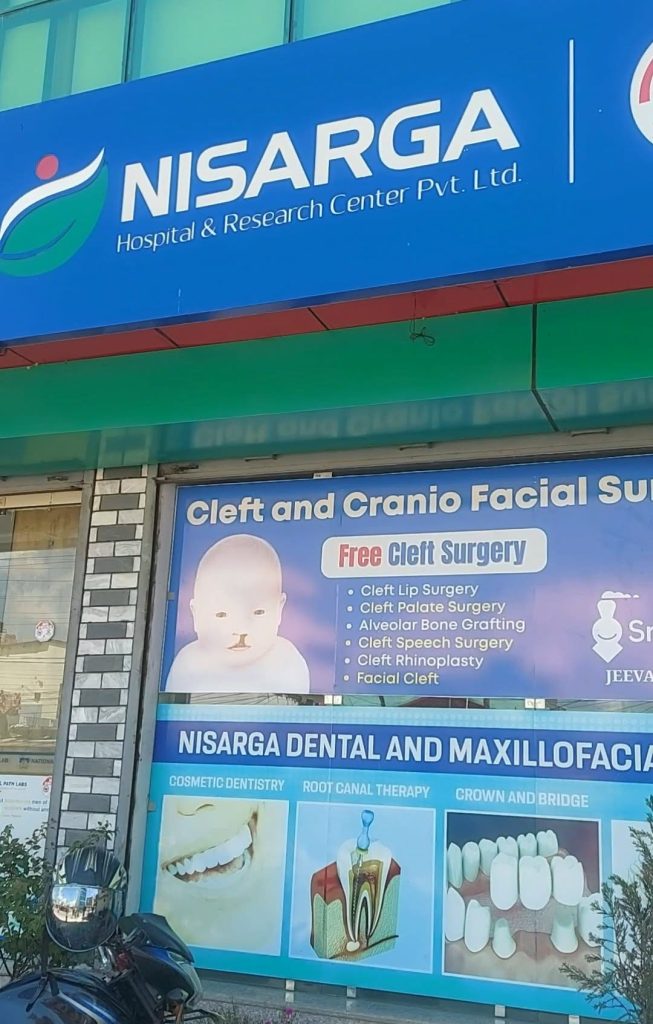 NISARGA
Hospital & Research Center Pvt. Ltd.
Cleft and Cranio Facial Su
Free Cleft Surgery
• Cleft Lip Surgery
• Cleft Palate Surgery
• Alveolar Bone Grafting
• Cleft Speech Surgery
• Cleft Rhinoplasty
• Facial Cleft
JEEVA
NISARGA DENTAL AND MAXILLOFACIA
COSMETIC DENTISTRY
ROOT CANAL THERAPY
CROWN AND BRIDGE
PATH LABS